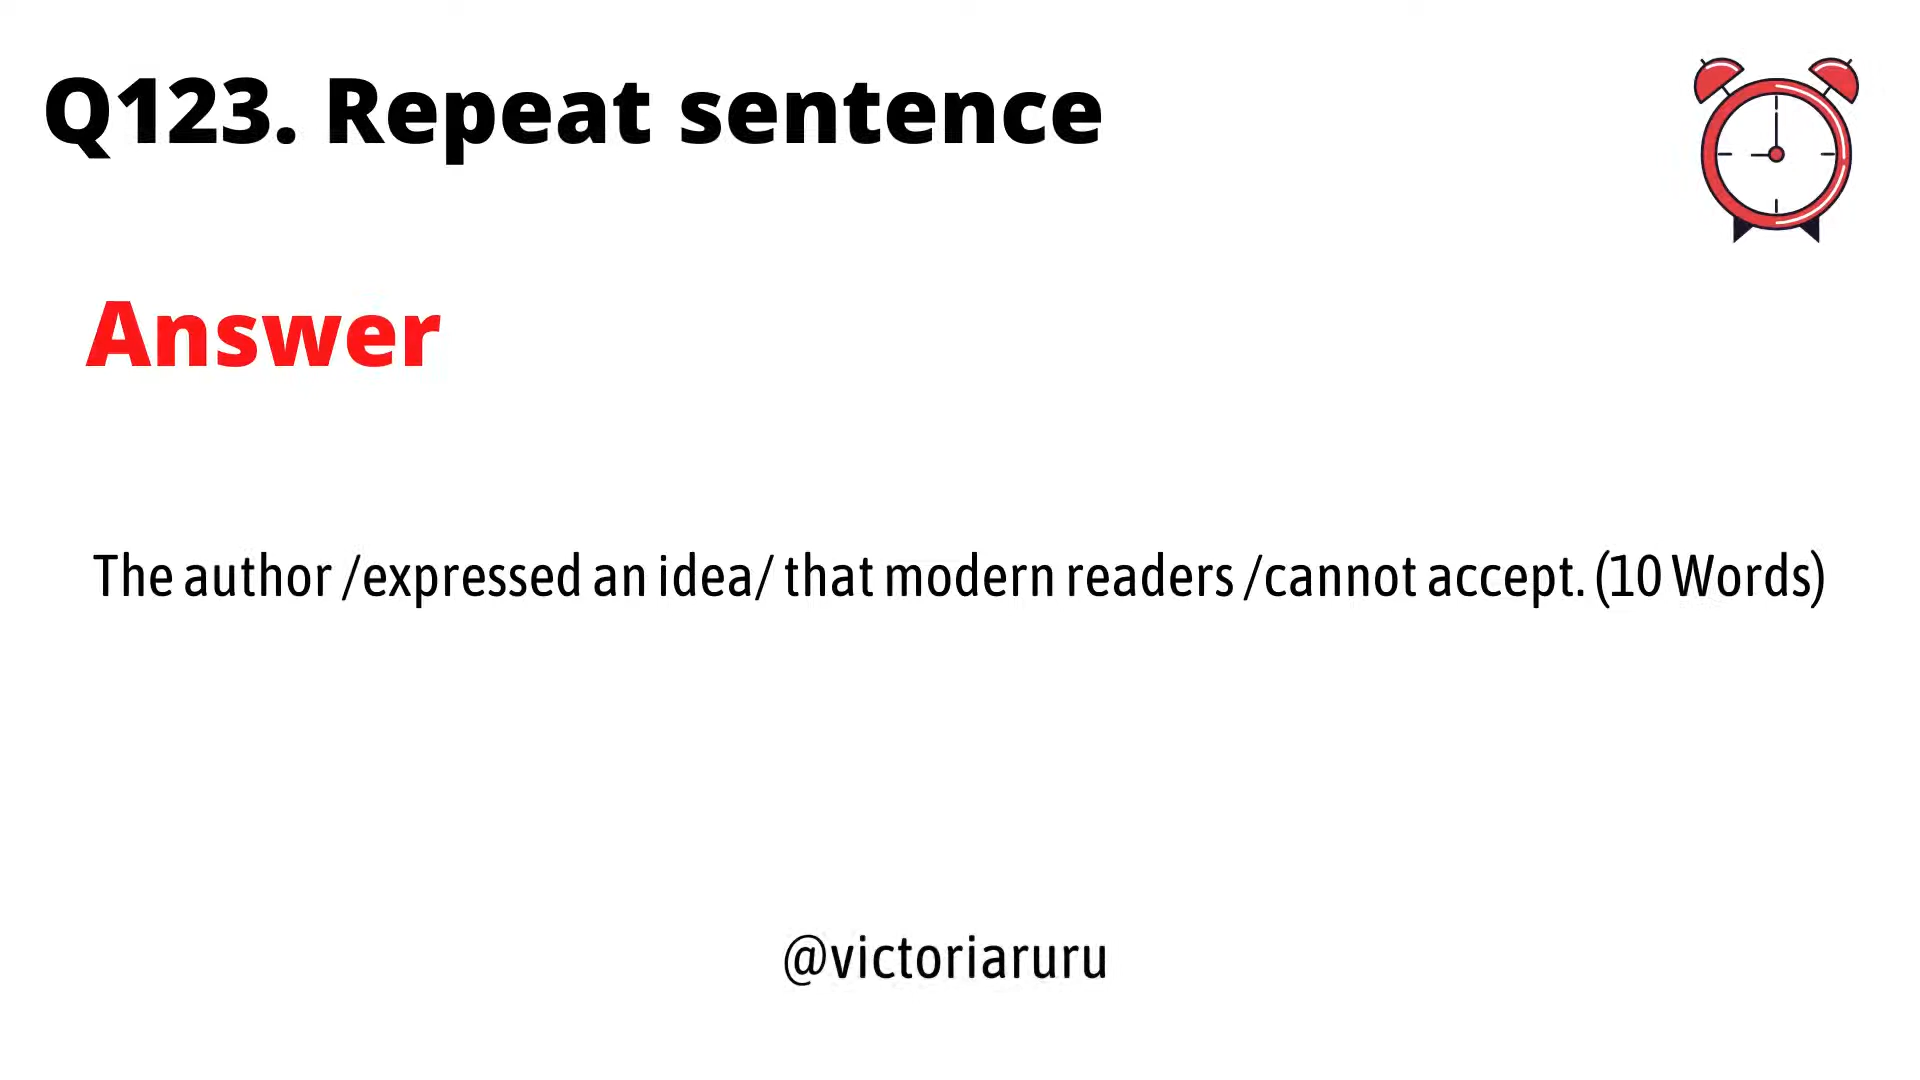 Q123. Repeat sentence
Answer
The author /expressed an idea/ that modern readers /cannot accept. (10 Words)
@victoriaruru